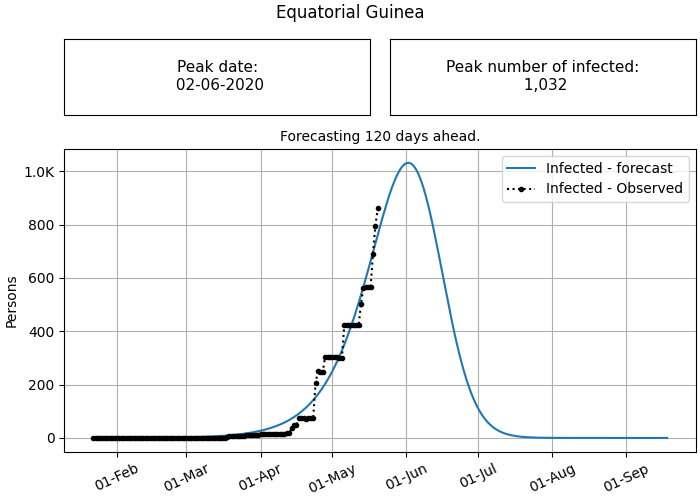 Equatorial Guinea
Peak date:
02-06-2020
Peak number of infected:
1,032
Forecasting 120 days ahead.
Infected - forecast
Infected - Observed
Persons
1.0K
800
600
400
200
0
01-Feb
01-Mar
01-Apr
01-May
01-Jun
01-Jul
01-Aug
01-Sep